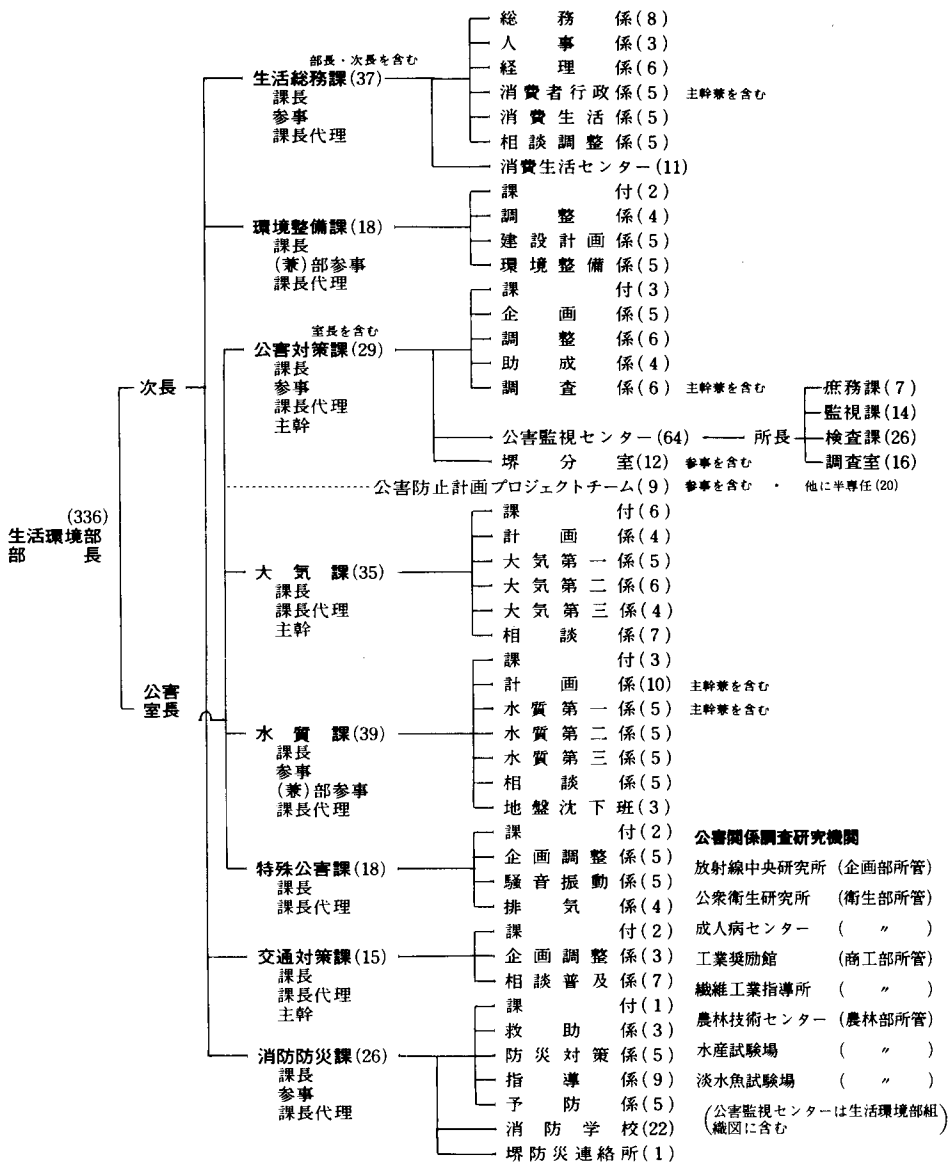 (336)
生活環境部
部長
次長
公害
室長
部長・次長を含む
生活総務課(37)
課長
参事
課長代理
総務係(8)
人事係(3)
経理係(6)
消費者行政係(5) 主幹兼を含む
消費生活係(5)
相談調整係(5)
消費生活センター(11)
環境整備課(18)
課長
(兼)部参事
課長代理
課付(2)
調整係(4)
建設計画係(5)
環境整備係(5)
室長を含む
公害対策課(29)
課長
参事
課長代理
主幹
課付(3)
企画係(5)
調整係(6)
助成係(4)
調査係(6) 主幹兼を含む
公害監視センター(64) 所長
庶務課(7)
監視課(14)
検査課(26)
調査室(16)
堺分室(12) 参事を含む
公害防止計画プロジェクトチーム(9) 参事を含む ・ 他に半専任(20)
大気課(35)
課長
課長代理
主幹
課付(6)
計画係(4)
大気第一係(5)
大気第二係(6)
大気第三係(4)
相談係(7)
水質課(39)
課長
参事
(兼)部参事
課長代理
課付(3)
計画係(10) 主幹兼を含む
水質第一係(5) 主幹兼を含む
水質第二係(5)
水質第三係(5)
相談係(5)
地盤沈下班(3)
特殊公害課(18)
課長
課長代理
課付(2)
企画調整係(5)
騒音振動係(5)
排気係(4)
交通対策課(15)
課長
課長代理
主幹
課付(2)
企画調整係(3)
相談普及係(7)
消防防災課(26)
課長
参事
課長代理
課付(1)
救助係(3)
防災対策係(5)
指導係(9)
予防係(5)
消防学校(22)
堺防災連絡所(1)
公害関係調査研究機関
放射線中央研究所 (企画部所管)
公衆衛生研究所 (衛生部所管)
成人病センター ( 〃 )
工業奨励館 (商工部所管)
繊維工業指導所 ( 〃 )
農林技術センター (農林部所管)
水産試験場 ( 〃 )
淡水魚試験場 ( 〃 )
(公害監視センターは生活環境部組
織図に含む)